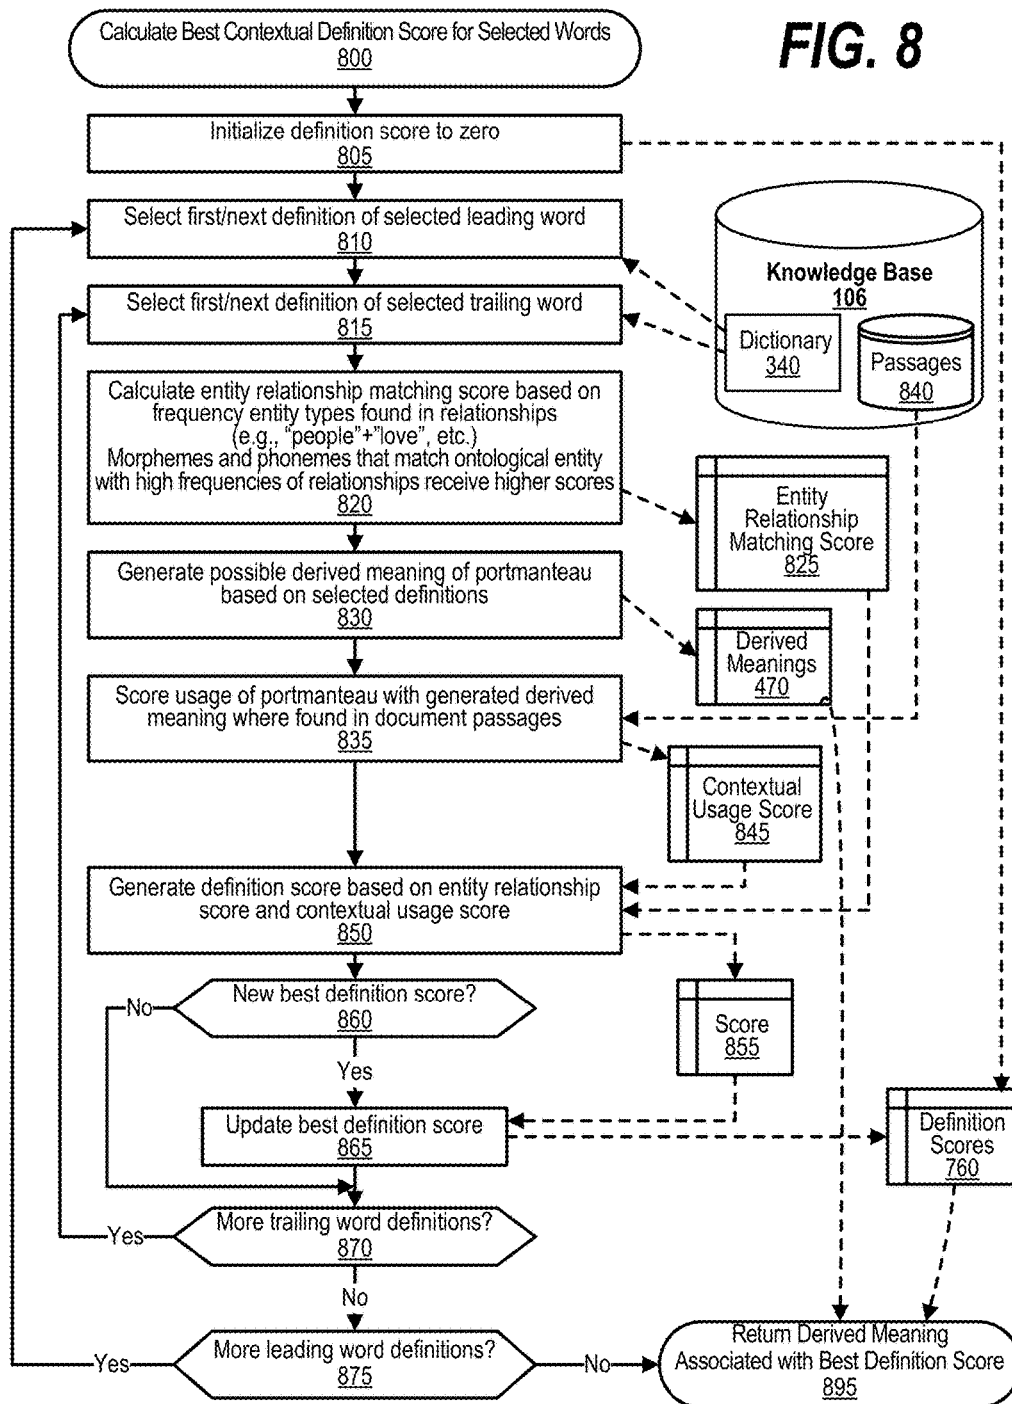 Calculate Best Contextual Definition Score for Selected Words
800
FIG. 8
Initialize definition score to zero
805
Select first/next definition of selected leading word
810
Knowledge Base
106
Select first/next definition of selected trailing word
815
Dictionary
340
Passages
840
Calculate entity relationship matching score based on
frequency entity types found in relationships
(e.g., “people”+”love”, etc.)
Morphemes and phonemes that match ontological entity
with high frequencies of relationships receive higher scores
820
Entity
Relationship
Matching Score
825
Generate possible derived meaning of portmanteau
based on selected definitions
830
Derived
Meanings
470
Score usage of portmanteau with generated derived
meaning where found in document passages
835
Contextual
Usage Score
845
Generate definition score based on entity relationship
score and contextual usage score
850
New best definition score?
860
No
Yes
Score
855
Update best definition score
865
Definition
Scores
760
More trailing word definitions?
870
Yes
No
More leading word definitions?
875
Yes
No
Return Derived Meaning
Associated with Best Definition Score
895